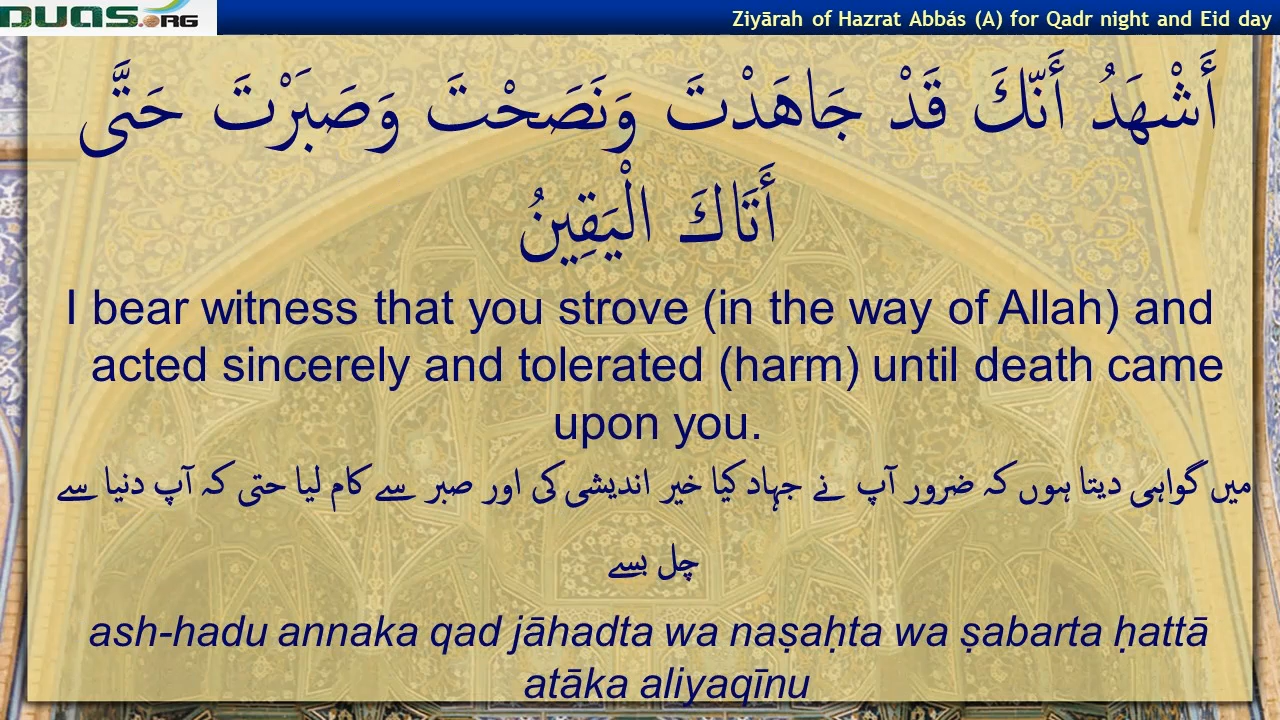 DUAS.ORG
Ziyārah of Hazrat Abbás (A) for Qadr night and Eid day
أَشْهَدُ أَنَّكَ قَدْ جَاهَدْتَ وَنَصَحْتَ وَصَبَرْتَ حَتَّى
أَتَاكَ الْيَقِينُ
I bear witness that you strove (in the way of Allah) and
acted sincerely and tolerated (harm) until death came
upon you.
میں گواہی دیتا ہوں کہ ضرور آپ نے جہاد کیا خیر اندیشی کی اور صبر سے کام لیا حتی کہ آپ دنیا سے
چل بسے
ash-hadu annaka qad jāhadta wa naṣaḥta wa ṣabarta ḥattā
atāka aliyaqīnu